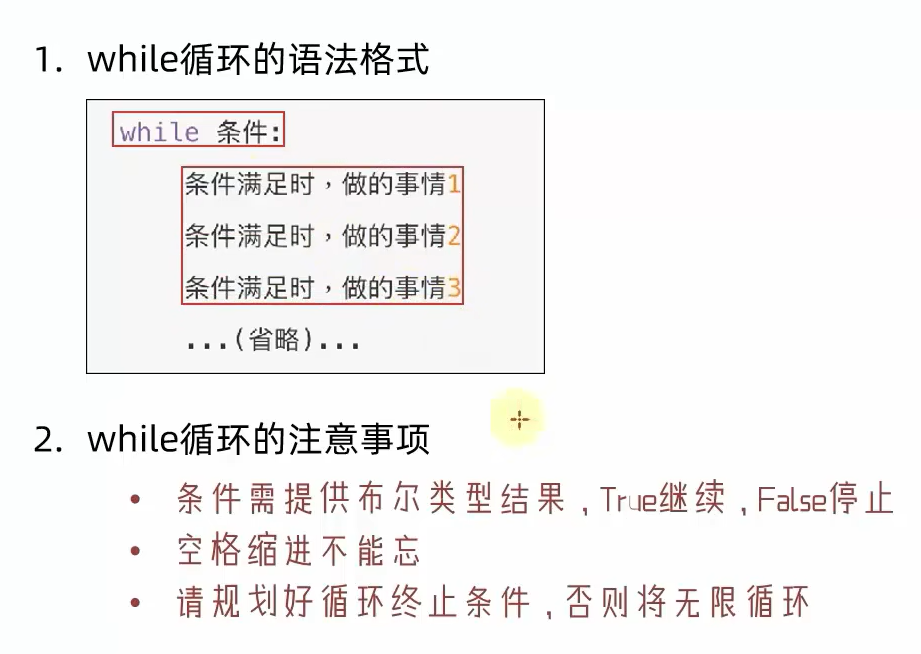 1. while循环的语法格式
while 条件:
条件满足时，做的事情1
条件满足时，做的事情2
条件满足时，做的事情3
...(省略)...
2. while循环的注意事项
• 条件需提供布尔类型结果,True继续,False停止
• 空格缩进不能忘
• 请规划好循环终止条件,否则将无限循环